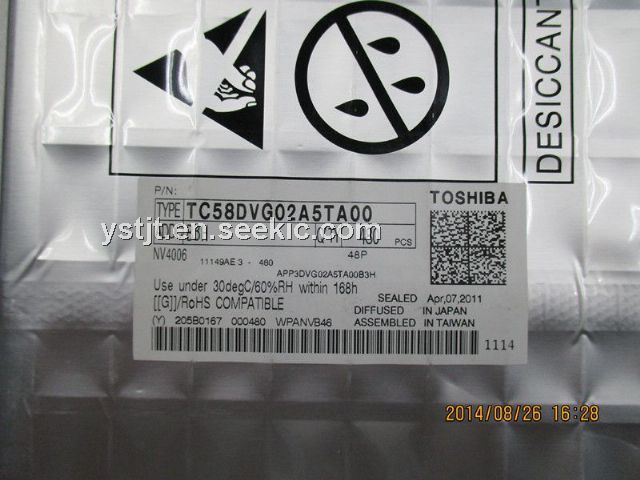 DESICCANT
P/N:
TOSHIBA
TYPE TC58DVG02A5TA00
ystjt.seekic.com
PCS
NV4006 48P
11149AE 3 - 480
APP3DVG02A5TA00B3H
Use under 30degC/60%RH within 168h
SEALED Apr,07,2011
[[G]]/RoHS COMPATIBLE
DIFFUSED IN JAPAN
(Y) 205B0167 000480 WPANVB46 ASSEMBLED IN TAIWAN
1114
2014/08/26 16:28